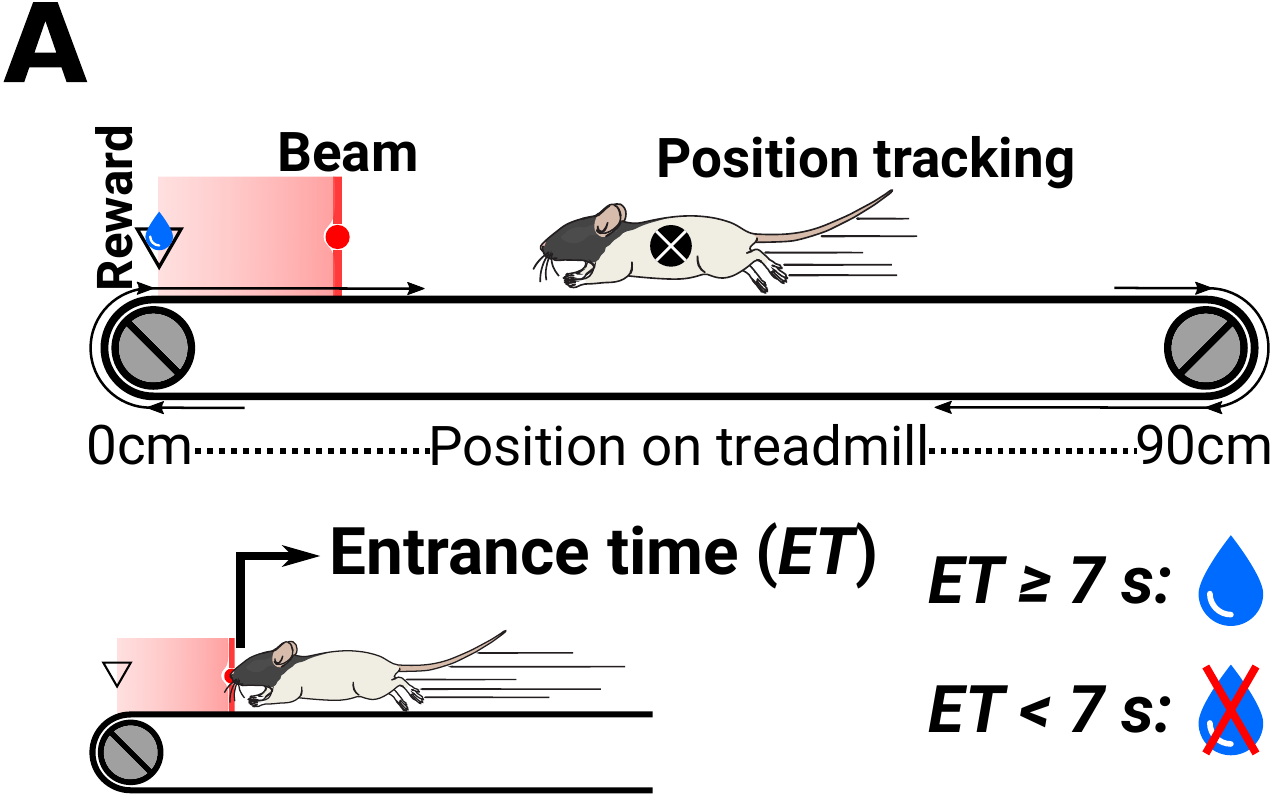 A
Reward
Beam
Position tracking
0cm Position on treadmill 90cm
Entrance time (ET)
ET ≥ 7 s:
ET < 7 s: